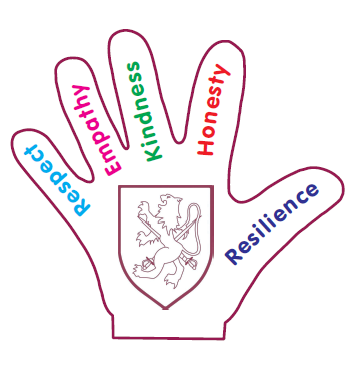 Respect
Empathy
Kindness
Honesty
Resilience